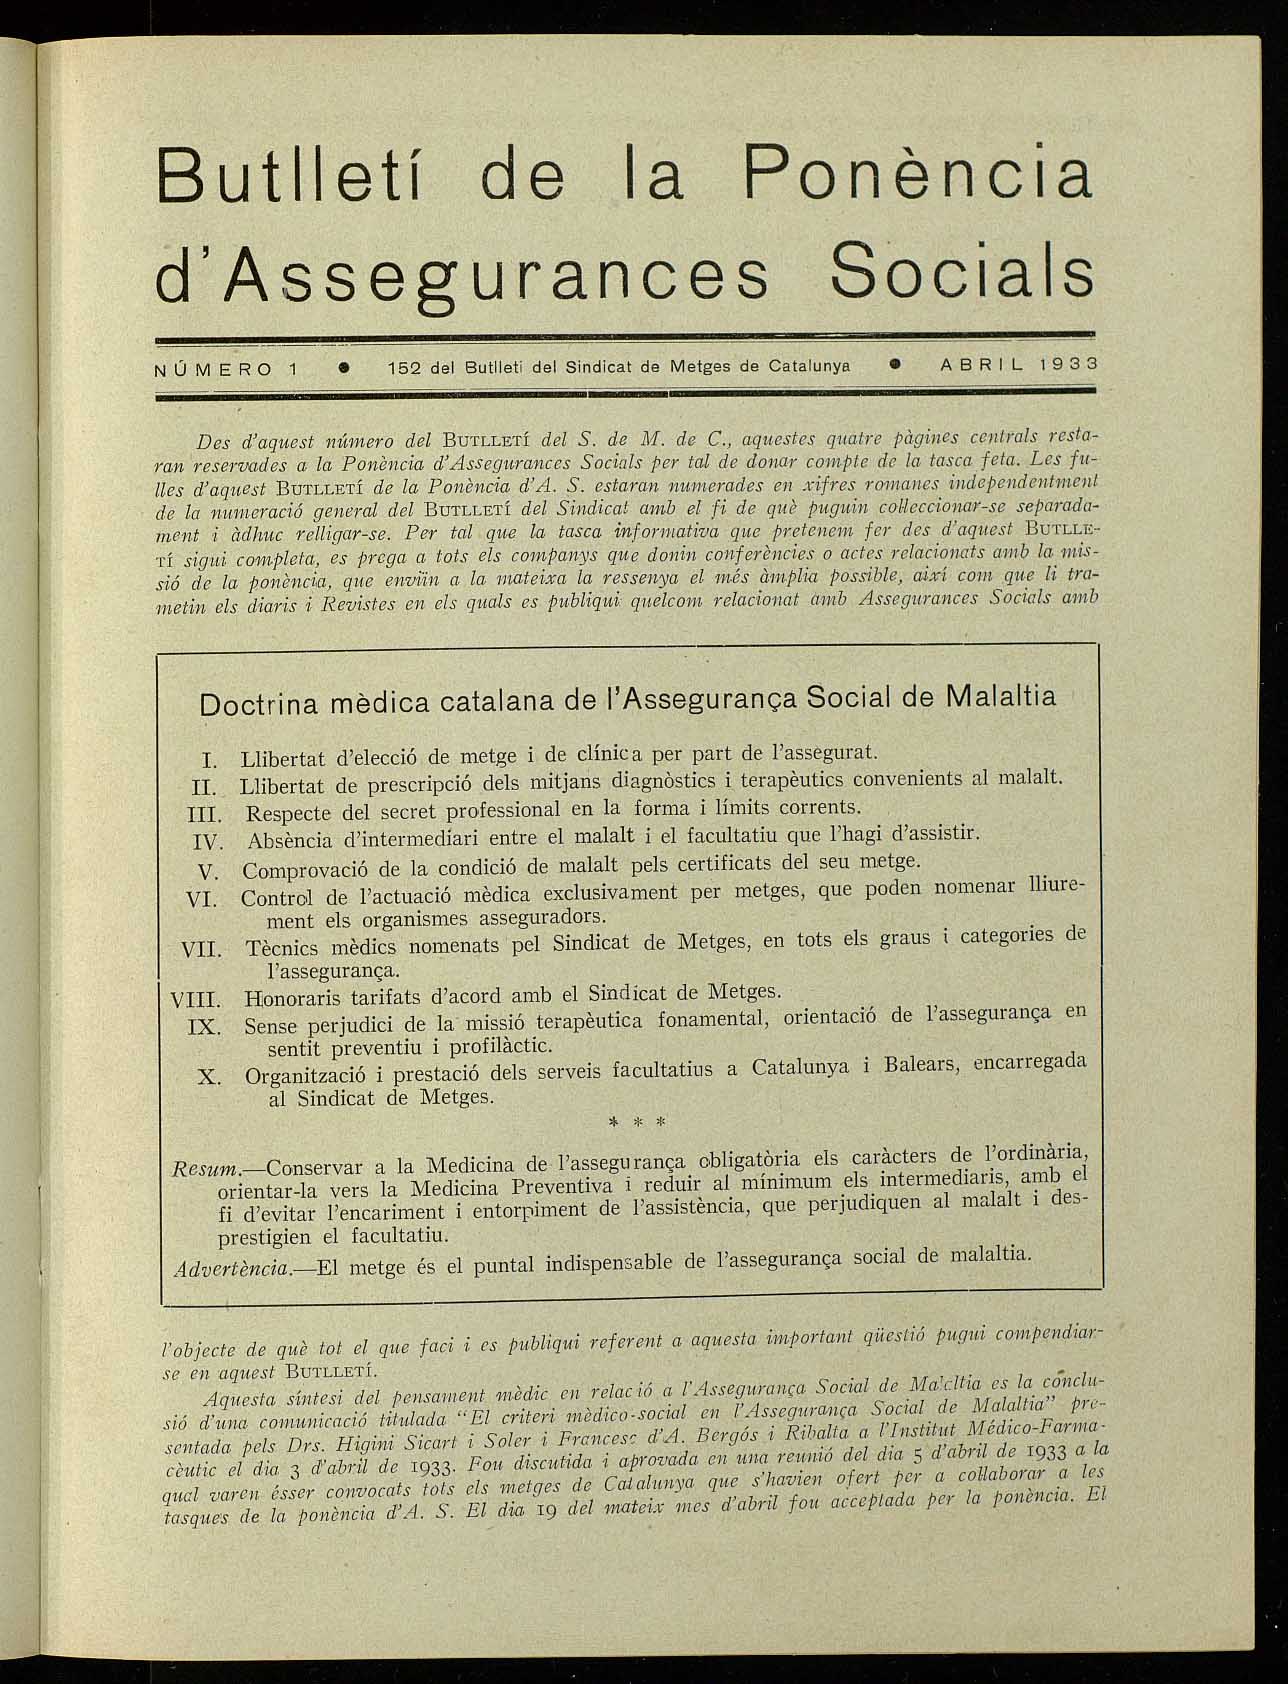 Butlletí de la Ponència
d'Assegurances Socials
NÚMERO 1 • 152 del Butlleti del Sindicat de Metges de Catalunya • ABRIL 1933
Des d'aquest número del BUTLLETÍ del S. de M. de C., aquestes quatre pàgines centrals resta-
ran reservades a la Ponència d'Assegurances Socials per tal de donar compte de la tasca feta. Les fu-
lles d'aquest BUTLLETÍ de la Ponència d'A. S. estaran numerades en xifres romanes independentment
de la numeració general del BUTLLETÍ del Sindicat amb el fi de què puguin col·leccionar-se separada-
ment i àdhuc relligar-se. Per tal que la tasca informativa que pretenem fer des d'aquest BUTLLE-
TÍ sigui completa, es prega a tots els companys que donin conferències o actes relacionats amb la mis-
sió de la ponència, que enviïn a la mateixa la ressenya el més àmplia possible, així com que li tra-
metin els diaris i Revistes en els quals es publiqui quelcom relacionat amb Assegurances Socials amb
Doctrina mèdica catalana de l'Assegurança Social de Malaltia
I. Llibertat d'elecció de metge i de clínica per part de l'assegurat.
II. Llibertat de prescripció dels mitjans diagnòstics i terapèutics convenients al malalt.
III. Respecte del secret professional en la forma i límits corrents.
IV. Absència d'intermediari entre el malalt i el facultatiu que l'hagi d'assistir.
V. Comprovació de la condició de malalt pels certificats del seu metge.
VI. Control de l'actuació mèdica exclusivament per metges, que poden nomenar lliure-
ment els organismes asseguradors.
VII. Tècnics mèdics nomenats pel Sindicat de Metges, en tots els graus i categories de
l'assegurança.
VIII. Honoraris tarifats d'acord amb el Sindicat de Metges.
IX. Sense perjudici de la missió terapèutica fonamental, orientació de l'assegurança en
sentit preventiu i profilàctic.
X. Organització i prestació dels serveis facultatius a Catalunya i Balears, encarregada
al Sindicat de Metges.
* * *
Resum.—Conservar a la Medicina de l'assegurança obligatòria els caràcters de l'ordinària,
orientar-la vers la Medicina Preventiva i reduir al mínimum els intermediaris, amb el
fi d'evitar l'encariment i entorpiment de l'assistència, que perjudiquen al malalt i des-
prestigien el facultatiu.
Advertència.—El metge és el puntal indispensable de l'assegurança social de malaltia.
l'objecte de què tot el que faci i es publiqui referent a aquesta important qüestió pugui compendiar-
se en aquest BUTLLETÍ.
Aquesta síntesi del pensament mèdic en relació a l'Assegurança Social de Malaltia es la conclu-
sió d'una comunicació titulada "El criteri mèdico-social en l'Assegurança Social de Malaltia" pre-
sentada pels Drs. Higini Sicart i Soler i Francesc d'A. Bergós i Ribalta a l'Institut Médico-Farma-
cèutic el dia 3 d'abril de 1933. Fou discutida i aprovada en una reunió del dia 5 d'abril de 1933 a la
qual varen ésser convocats tots els metges de Catalunya que s'havien ofert per a col·laborar a les
tasques de la ponència d'A. S. El dia 19 del mateix mes d'abril fou acceptada per la ponència. El